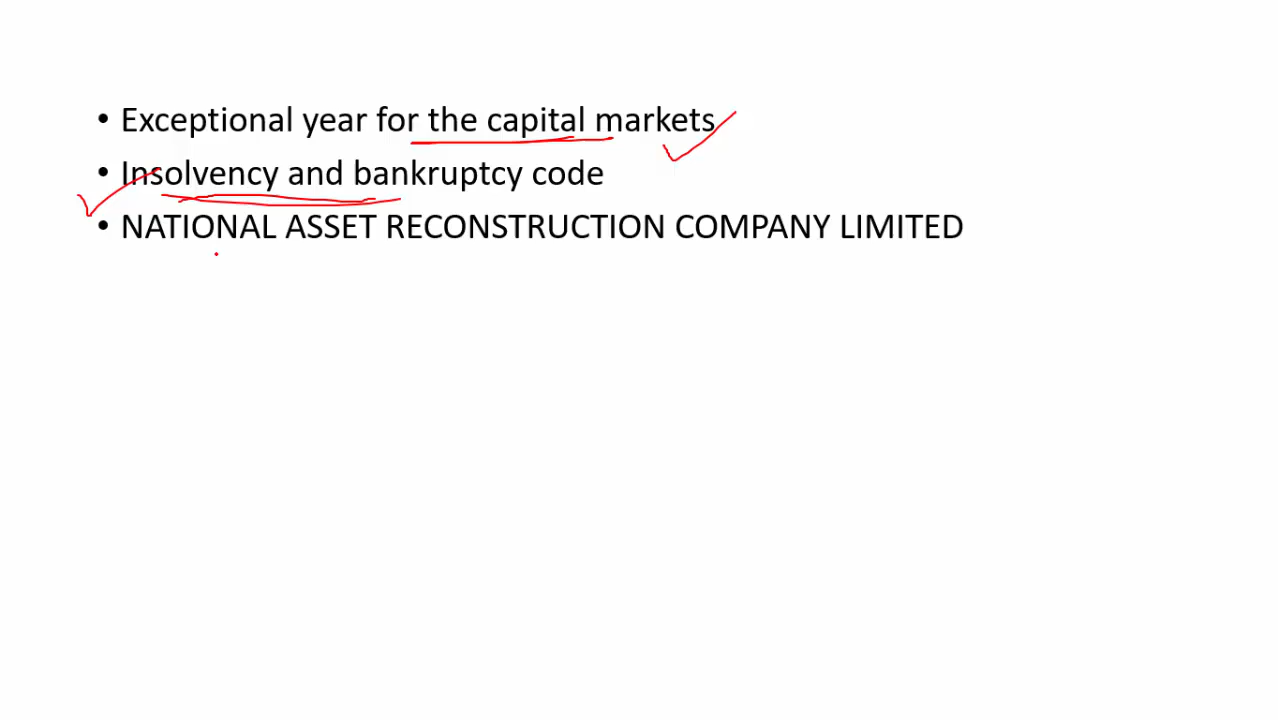 • Exceptional year for the capital markets
• Insolvency and bankruptcy code
• NATIONAL ASSET RECONSTRUCTION COMPANY LIMITED